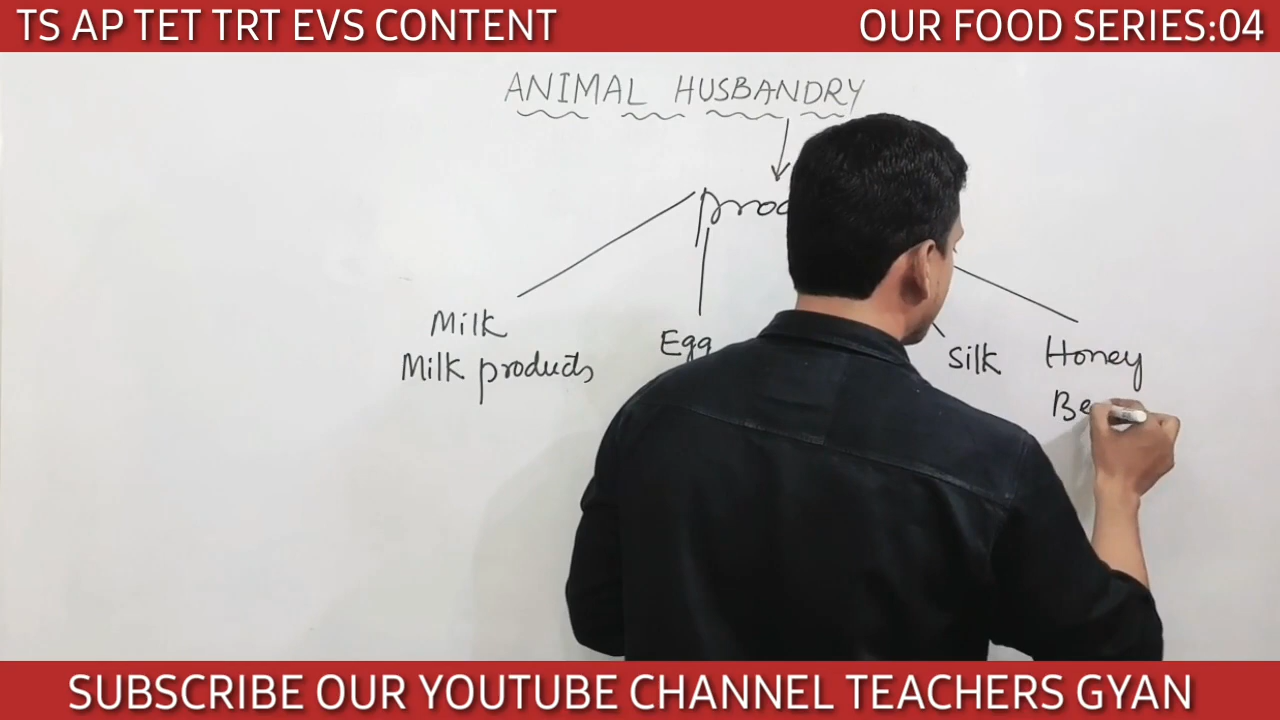 TS AP TET TRT EVS CONTENT
OUR FOOD SERIES:04
ANIMAL HUSBANDRY
Milk
Milk products
Egg
Silk
Honey
SUBSCRIBE OUR YOUTUBE CHANNEL TEACHERS GYAN